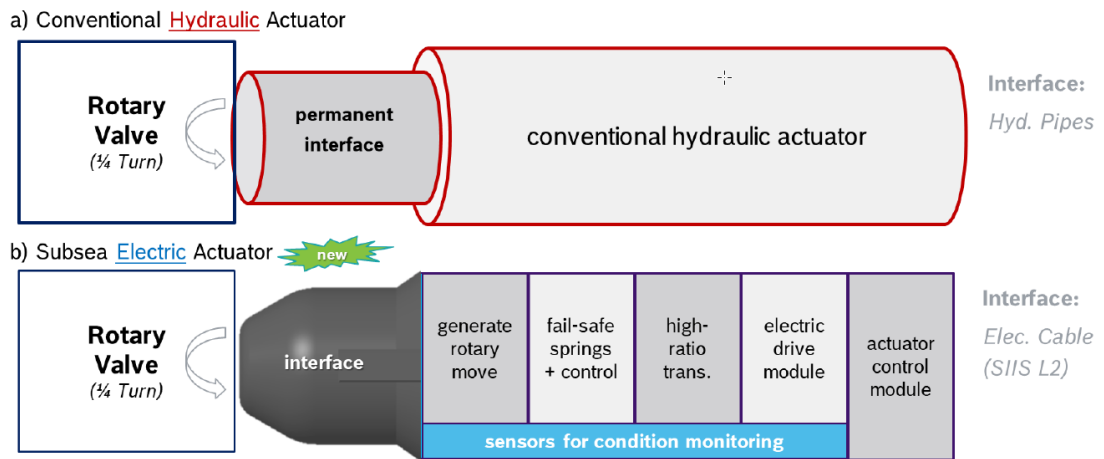 a) Conventional Hydraulic Actuator
Rotary
Valve
(¼ Turn)
permanent
interface
conventional hydraulic actuator
Interface:
Hyd. Pipes
b) Subsea Electric Actuator
new
Rotary
Valve
(¼ Turn)
interface
generate
rotary
move
fail-safe
springs
+ control
high-
ratio
trans.
electric
drive
module
actuator
control
module
sensors for condition monitoring
Interface:
Elec. Cable
(SIIS L2)